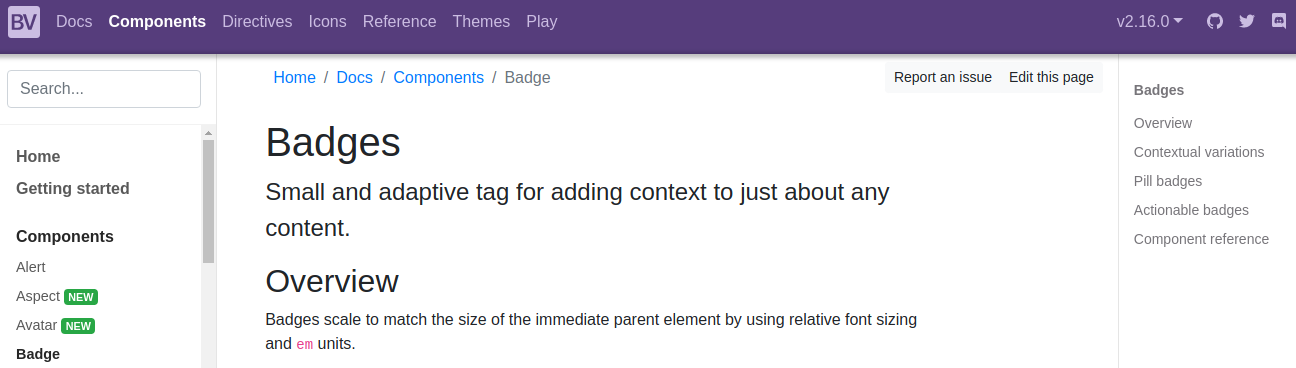 BV Docs Components Directives Icons Reference Themes Play v2.16.0
Search...
Home
Getting started
Components
Alert
Aspect NEW
Avatar NEW
Badge
Home / Docs / Components / Badge
Report an issue Edit this page
Badges
Small and adaptive tag for adding context to just about any
content.
Overview
Badges scale to match the size of the immediate parent element by using relative font sizing
and em units.
Badges
Overview
Contextual variations
Pill badges
Actionable badges
Component reference